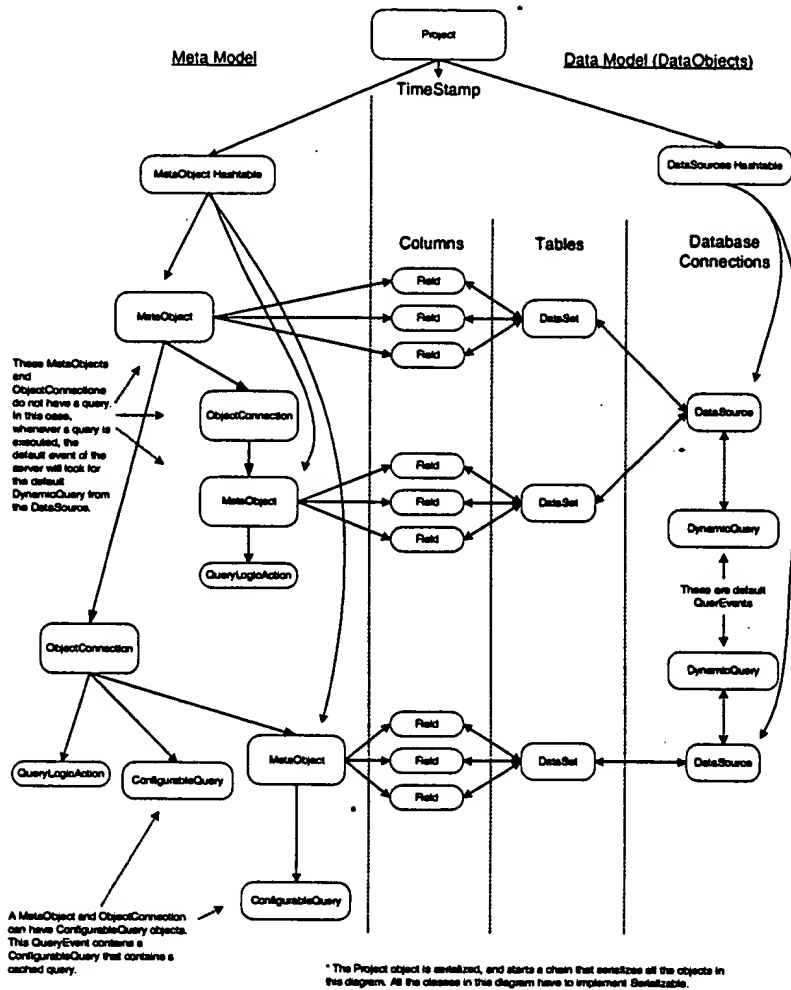 Project
Meta Model
Data Model (DataObjects)
TimeStamp
MetaObject Hashtable
DataSources Hashtable
Columns
Tables
Database
Connections
Field
Field
Field
MetaObject
DataSet
These MetaObjects
and
ObjectConnections
do not have a query.
In this case,
whenever a query is
executed, the
default event of the
server will look for
the default
DynamicQuery from
the DataSource.
ObjectConnection
DataSource
Field
Field
Field
MetaObject
DataSet
DynamicQuery
QueryLogicAction
These are default
QuerEvents
ObjectConnection
DynamicQuery
Field
Field
Field
MetaObject
DataSet
DataSource
QueryLogicAction
ConfigurableQuery
ConfigurableQuery
A MetaObject and ObjectConnection
can have ConfigurableQuery objects.
This QueryEvent contains a
ConfigurableQuery that contains a
cached query.
* The Project object is serialized, and starts a chain that serializes all the objects in
this diagram. All the classes in this diagram have to implement Serializable.